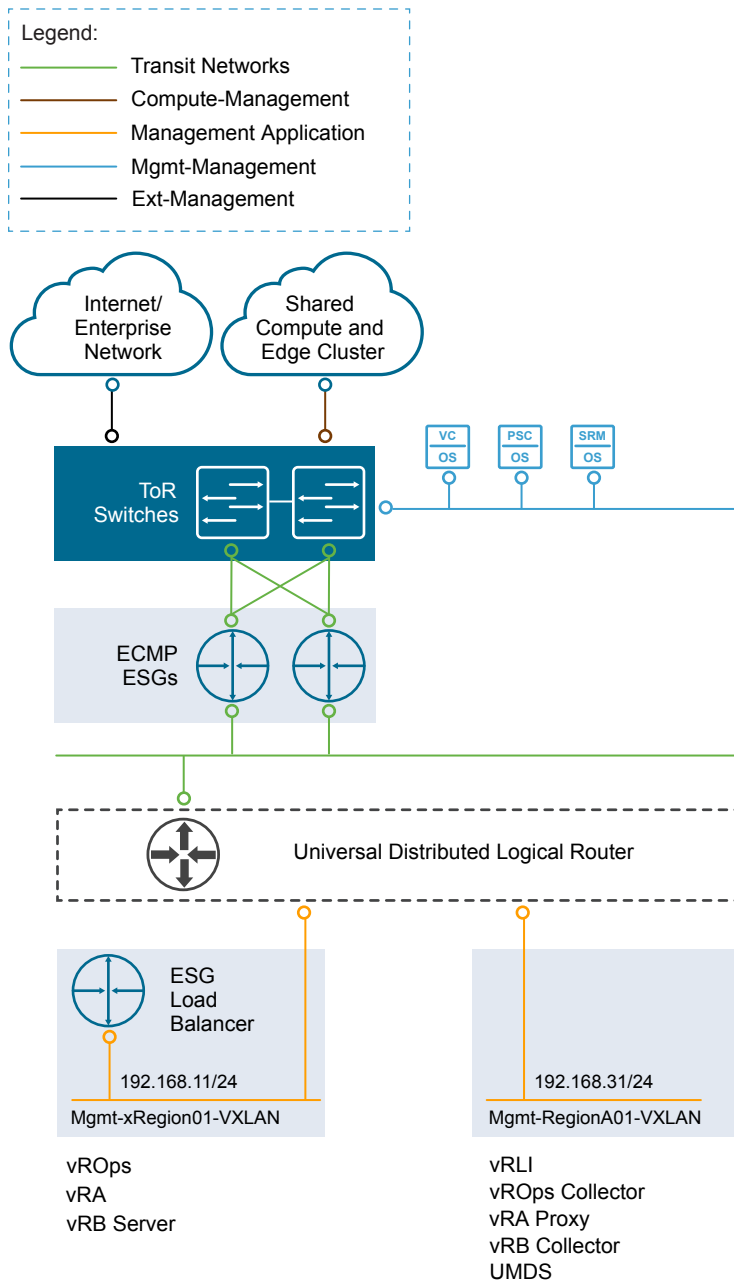 Legend:
Transit Networks
Compute-Management
Management Application
Mgmt-Management
Ext-Management
Internet/
Enterprise
Network
Shared
Compute and
Edge Cluster
VC
OS
PSC
OS
SRM
OS
ToR
Switches
ECMP
ESGs
Universal Distributed Logical Router
ESG
Load
Balancer
192.168.11/24
Mgmt-xRegion01-VXLAN
192.168.31/24
Mgmt-RegionA01-VXLAN
vROps
vRA
vRB Server
vRLI
vROps Collector
vRA Proxy
vRB Collector
UMDS